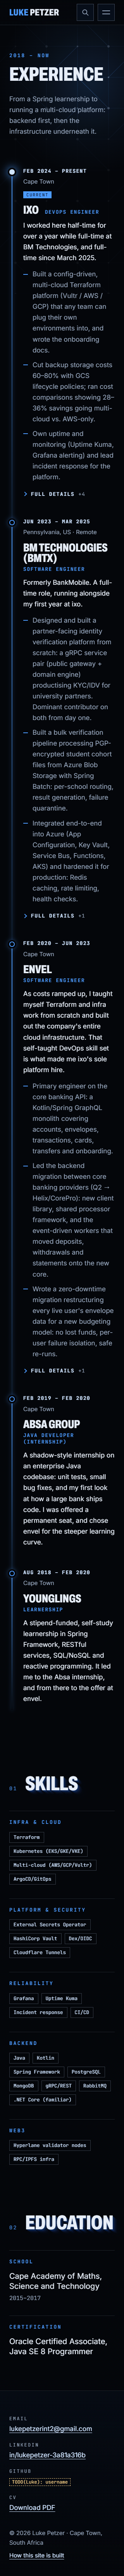 LUKE PETZER
2018 – NOW
EXPERIENCE
From a Spring learnership to
running a multi-cloud platform:
building first, then the
infrastructure underneath it.
FEB 2024 – PRESENT
Cape Town
CURRENT
IXO DEVOPS ENGINEER
I worked here half-time for
over a year while full-time at
BM Technologies, and full-
time since March 2025.
Built a config-driven,
multi-cloud Terraform
platform (Vultr / AWS /
GCP) that any team can
plug their own
environments into, and
wrote the onboarding
docs.
Cut backup storage costs
60–80% with GCS
lifecycle policies; ran cost
comparisons showing 28–
36% savings going multi-
cloud vs. AWS-only.
Own uptime and
monitoring (Uptime Kuma,
Grafana alerting) and lead
incident response for the
platform.
FULL DETAILS +4
JUN 2023 – MAR 2025
Pennsylvania, US · Remote
BM TECHNOLOGIES
(BMTX)
SOFTWARE ENGINEER
Formerly BankMobile. A full-
time role, running alongside
my first year at ixo.
Designed and built a
partner-facing identity
verification platform from
scratch: a gRPC service
pair (public gateway +
domain engine)
productising KYC/IDV for
university partners.
Dominant contributor on
both from day one.
Built a bulk verification
pipeline processing PGP-
encrypted student cohort
files from Azure Blob
Storage with Spring
Batch: per-school routing,
result generation, failure
quarantine.
Integrated end-to-end
into Azure (App
Configuration, Key Vault,
Service Bus, Functions,
AKS) and hardened it for
production: Redis
caching, rate limiting,
health checks.
FULL DETAILS +1
FEB 2020 – JUN 2023
Cape Town
ENVEL
SOFTWARE ENGINEER
As costs ramped up, I taught
myself Terraform and infra
work from scratch and built
out the company's entire
cloud infrastructure. That
self-taught DevOps skill set
is what made me ixo's sole
platform hire.
Primary engineer on the
core banking API: a
Kotlin/Spring GraphQL
monolith covering
accounts, envelopes,
transactions, cards,
transfers and onboarding.
Led the backend
migration between core
banking providers (Q2 →
Helix/CorePro): new client
library, shared processor
framework, and the
event-driven workers that
moved deposits,
withdrawals and
statements onto the new
core.
Wrote a zero-downtime
migration restructuring
every live user's envelope
data for a new budgeting
model: no lost funds, per-
user failure isolation, safe
re-runs.
FULL DETAILS +1
FEB 2019 – FEB 2020
Cape Town
ABSA GROUP
JAVA DEVELOPER
(INTERNSHIP)
A shadow-style internship on
an enterprise Java
codebase: unit tests, small
bug fixes, and my first look
at how a large bank ships
code. I was offered a
permanent seat, and chose
envel for the steeper learning
curve.
AUG 2018 – FEB 2020
Cape Town
YOUNGLINGS
LEARNERSHIP
A stipend-funded, self-study
learnership in Spring
Framework, RESTful
services, SQL/NoSQL and
reactive programming. It led
me to the Absa internship,
and from there to the offer at
envel.
01 SKILLS
INFRA & CLOUD
Terraform
Kubernetes (EKS/GKE/VKE)
Multi-cloud (AWS/GCP/Vultr)
ArgoCD/GitOps
PLATFORM & SECURITY
External Secrets Operator
HashiCorp Vault Dex/OIDC
Cloudflare Tunnels
RELIABILITY
Grafana Uptime Kuma
Incident response CI/CD
BACKEND
Java Kotlin
Spring Framework PostgreSQL
MongoDB gRPC/REST RabbitMQ
.NET Core (familiar)
WEB3
Hyperlane validator nodes
RPC/IPFS infra
02 EDUCATION
SCHOOL
Cape Academy of Maths,
Science and Technology
2015–2017
CERTIFICATION
Oracle Certified Associate,
Java SE 8 Programmer
EMAIL
lukepetzerint2@gmail.com
LINKEDIN
in/lukepetzer-3a81a316b
GITHUB
TODO(Luke): username
CV
Download PDF
© 2026 Luke Petzer · Cape Town,
South Africa
How this site is built